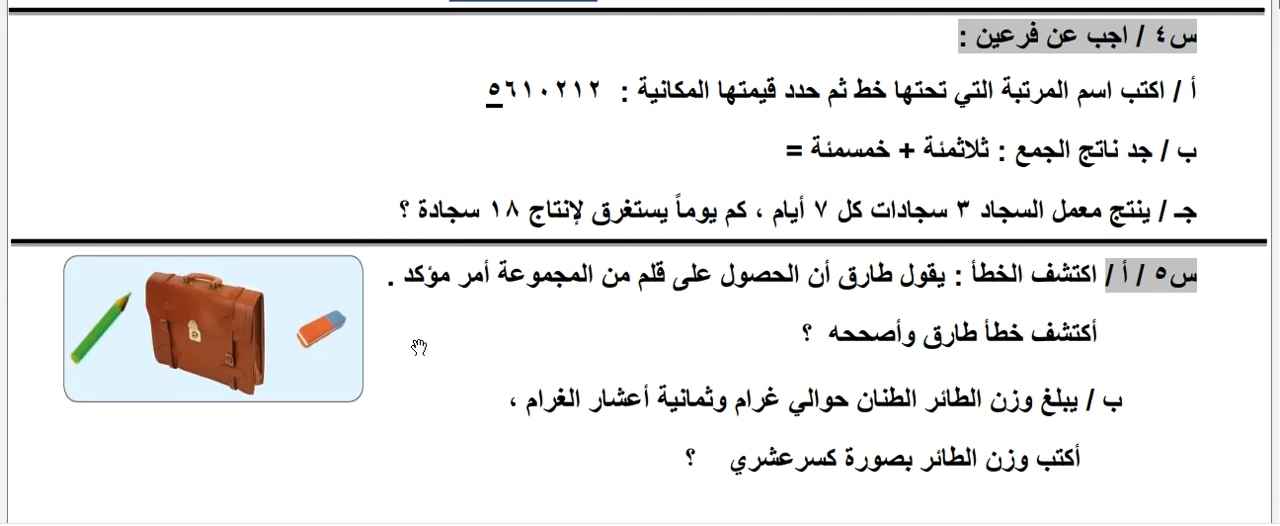 س٤ / اجب عن فرعين :
أ / اكتب اسم المرتبة التي تحتها خط ثم حدد قيمتها المكانية : ٥٦١٠٢١٢
ب / جد ناتج الجمع : ثلاثمئة + خمسمئة =
جـ / ينتج معمل السجاد ٣ سجادات كل ٧ أيام ، كم يوماً يستغرق لإنتاج ١٨ سجادة ؟
س٥ / أ / اكتشف الخطأ : يقول طارق أن الحصول على قلم من المجموعة أمر مؤكد .
أكتشف خطأ طارق وأصححه ؟
ب / يبلغ وزن الطائر الطنان حوالي غرام وثمانية أعشار الغرام ،
أكتب وزن الطائر بصورة كسرعشري ؟